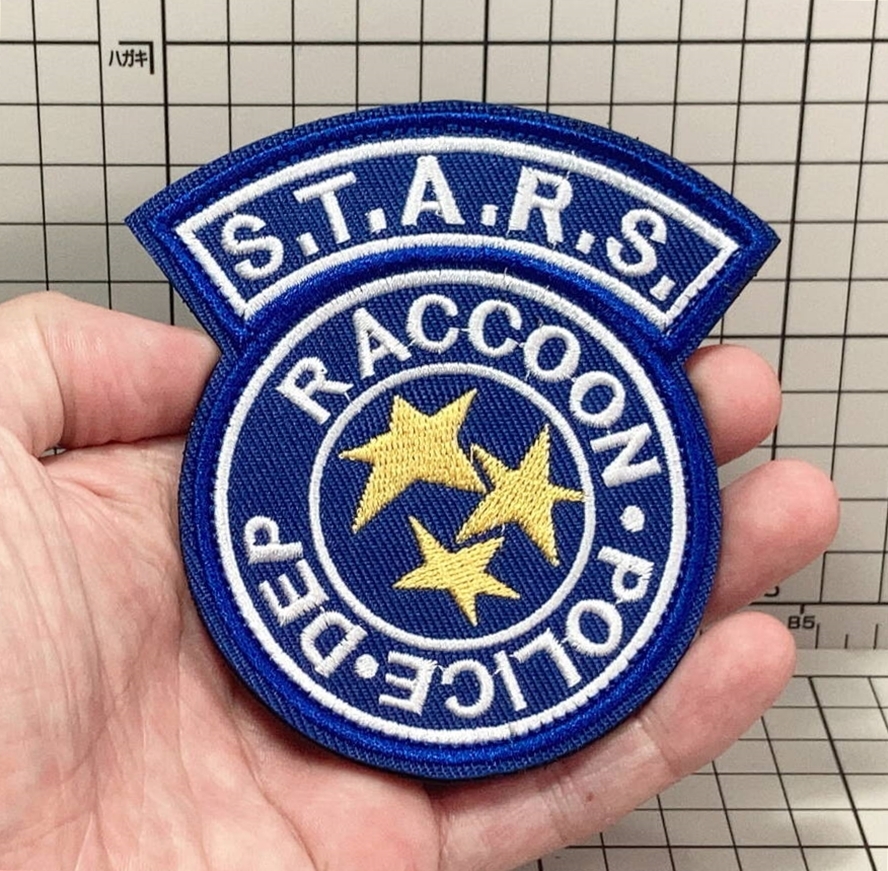 ハガキ
S.T.A.R.S.
RACCOON • POLICE • DEP
B5